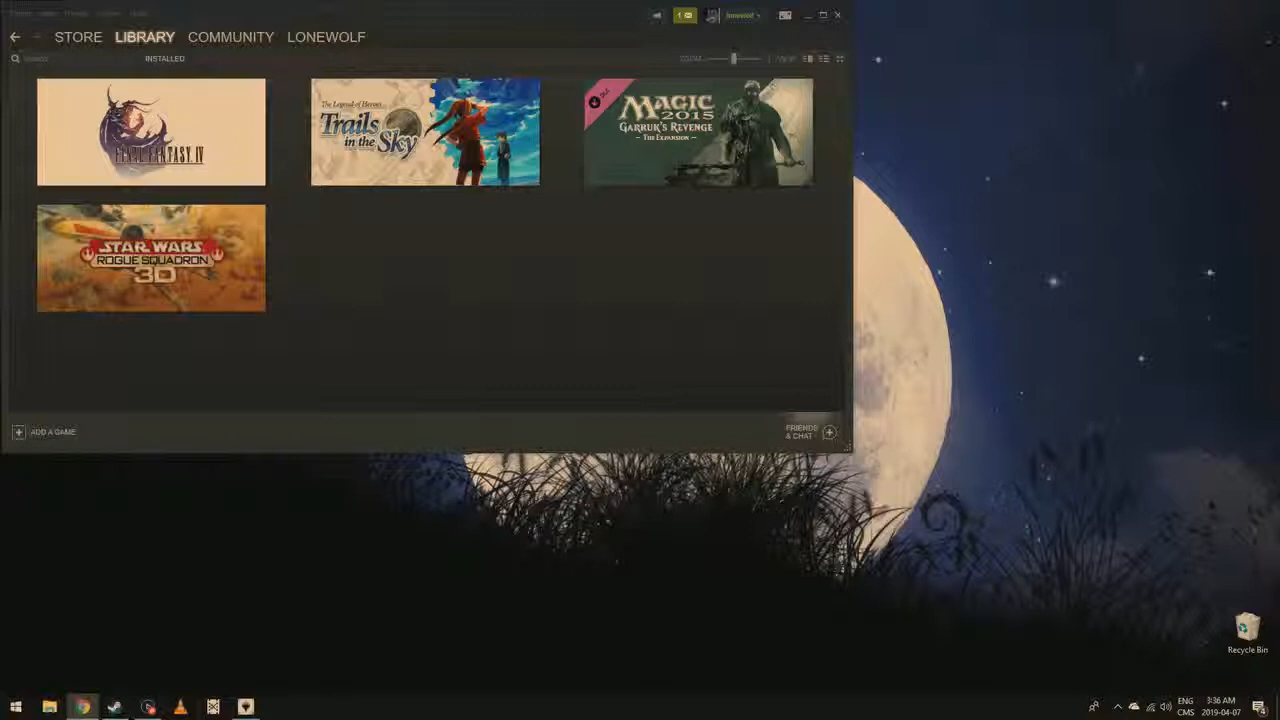 STORE LIBRARY COMMUNITY LONEWOLF
INSTALLED
FINAL FANTASY IV
The Legend of Heroes
Trails
in the Sky
DLC
MAGIC
2015
GARRUK'S REVENGE
– THE EXPANSION –
STAR WARS
ROGUE SQUADRON
3D
ADD A GAME
FRIENDS
& CHAT
Recycle Bin
ENG
CMS
3:36 AM
2019-04-07